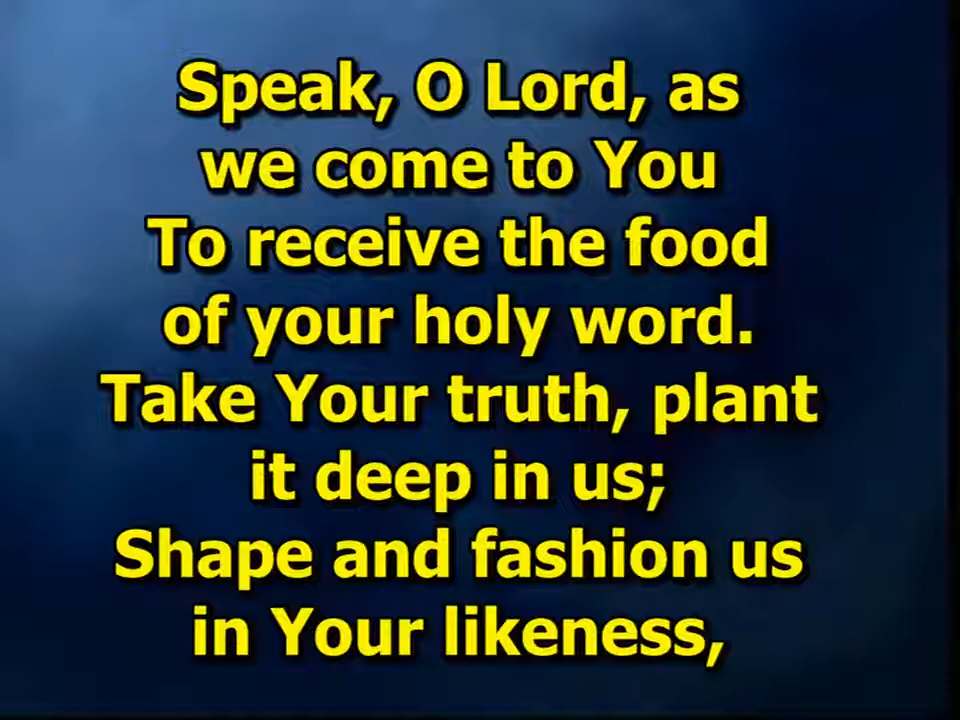 Speak, O Lord, as
we come to You
To receive the food
of your holy word.
Take Your truth, plant
it deep in us;
Shape and fashion us
in Your likeness,